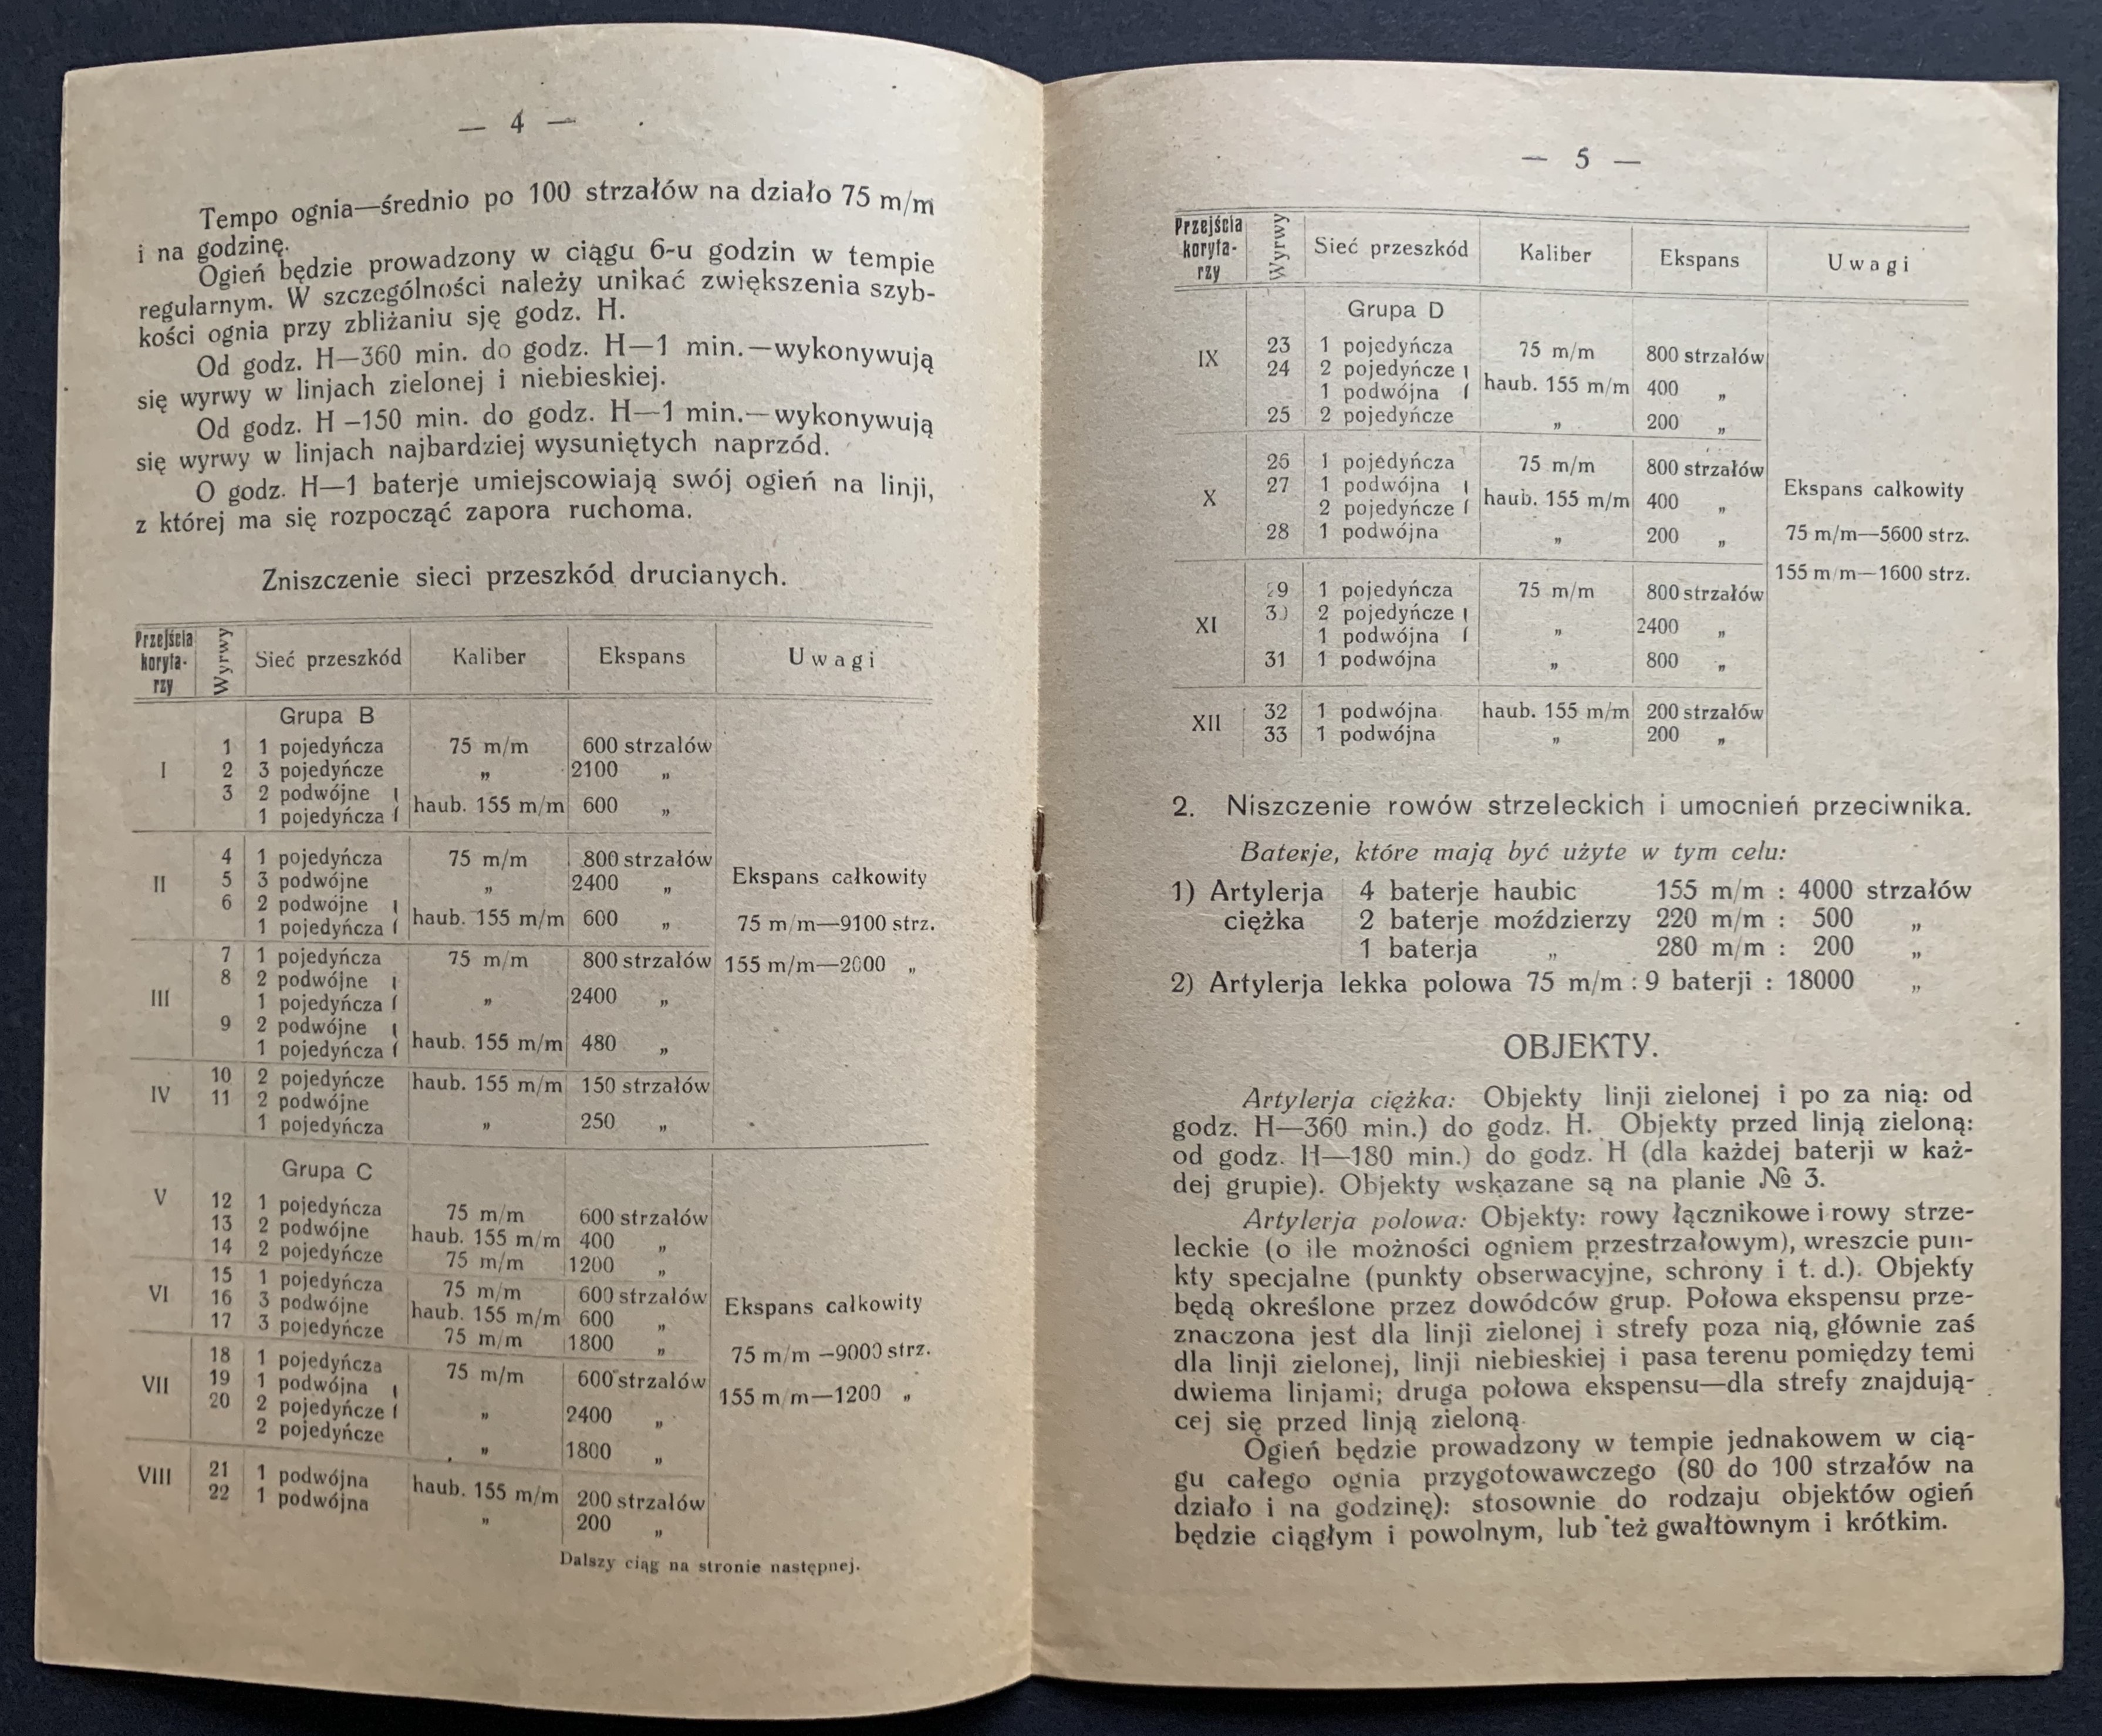 — 4 —
Tempo ognia—średnio po 100 strzałów na działo 75 m/m
i na godzinę.
Ogień będzie prowadzony w ciągu 6-u godzin w tempie
regularnym. W szczególności należy unikać zwiększenia szyb-
kości ognia przy zbliżaniu sję godz. H.
Od godz. H—360 min. do godz. H—1 min.—wykonywują
się wyrwy w linjach zielonej i niebieskiej.
Od godz. H –150 min. do godz. H—1 min.—wykonywują
się wyrwy w linjach najbardziej wysuniętych naprzód.
O godz. H—1 baterje umiejscowiają swój ogień na linji,
z której ma się rozpocząć zapora ruchoma.
Zniszczenie sieci przeszkód drucianych.
Przejścia koryta-rzy Wyrwy Sieć przeszkód Kaliber Ekspans Uwagi
Grupa B
1 1 pojedyńcza 75 m/m 600 strzałów
I 2 3 pojedyńcze „ 2100 „
3 2 podwójne
1 pojedyńcza haub. 155 m/m 600 „
4 1 pojedyńcza 75 m/m 800 strzałów
II 5 3 podwójne „ 2400 „ Ekspans całkowity
6 2 podwójne
1 pojedyńcza haub. 155 m/m 600 „ 75 m/m—9100 strz.
7 1 pojedyńcza 75 m/m 800 strzałów 155 m/m—2000 „
8 2 podwójne
III 1 pojedyńcza „ 2400 „
9 2 podwójne
1 pojedyńcza haub. 155 m/m 480 „
10 2 pojedyńcze haub. 155 m/m 150 strzałów
IV 11 2 podwójne
1 pojedyńcza „ 250 „
Grupa C
V 12 1 pojedyńcza 75 m/m 600 strzałów
13 2 podwójne haub. 155 m/m 400 „
14 2 pojedyńcze 75 m/m 1200 „
15 1 pojedyńcza 75 m/m 600 strzałów
VI 16 3 podwójne haub. 155 m/m 600 „ Ekspans całkowity
17 3 pojedyńcze 75 m/m 1800 „
18 1 pojedyńcza 75 m/m 600 strzałów 75 m/m –9000 strz.
VII 19 1 podwójna
20 2 pojedyńcze „ 2400 „ 155 m/m—1200 „
2 pojedyńcze „ 1800 „
VIII 21 1 podwójna haub. 155 m/m 200 strzałów
22 1 podwójna „ 200 „
Dalszy ciąg na stronie następnej.
— 5 —
Przejścia koryta-rzy Wyrwy Sieć przeszkód Kaliber Ekspans Uwagi
Grupa D
23 1 pojedyńcza 75 m/m 800 strzałów
IX 24 2 pojedyńcze
1 podwójna haub. 155 m/m 400 „
25 2 pojedyńcze „ 200 „
26 1 pojedyńcza 75 m/m 800 strzałów
27 1 podwójna Ekspans całkowity
X 2 pojedyńcze haub. 155 m/m 400 „
28 1 podwójna „ 200 „ 75 m/m—5600 strz.
29 1 pojedyńcza 75 m/m 800 strzałów 155 m/m—1600 strz.
XI 30 2 pojedyńcze
1 podwójna „ 2400 „
31 1 podwójna „ 800 „
XII 32 1 podwójna haub. 155 m/m 200 strzałów
33 1 podwójna „ 200 „
2. Niszczenie rowów strzeleckich i umocnień przeciwnika.
Baterje, które mają być użyte w tym celu:
1) Artylerja 4 baterje haubic 155 m/m : 4000 strzałów
ciężka 2 baterje moździerzy 220 m/m : 500 „
1 baterja „ 280 m/m : 200 „
2) Artylerja lekka polowa 75 m/m : 9 baterji : 18000 „
OBJEKTY.
Artylerja ciężka: Objekty linji zielonej i po za nią: od
godz. H—360 min.) do godz. H. Objekty przed linją zieloną:
od godz. H—180 min.) do godz. H (dla każdej baterji w każ-
dej grupie). Objekty wskazane są na planie № 3.
Artylerja polowa: Objekty: rowy łącznikowe i rowy strze-
leckie (o ile możności ogniem przestrzałowym), wreszcie pun-
kty specjalne (punkty obserwacyjne, schrony i t. d.). Objekty
będą określone przez dowódców grup. Połowa ekspensu prze-
znaczona jest dla linji zielonej i strefy poza nią, głównie zaś
dla linji zielonej, linji niebieskiej i pasa terenu pomiędzy temi
dwiema linjami; druga połowa ekspensu—dla strefy znajdują-
cej się przed linją zieloną.
Ogień będzie prowadzony w tempie jednakowem w cią-
gu całego ognia przygotowawczego (80 do 100 strzałów na
działo i na godzinę): stosownie do rodzaju objektów ogień
będzie ciągłym i powolnym, lub też gwałtownym i krótkim.